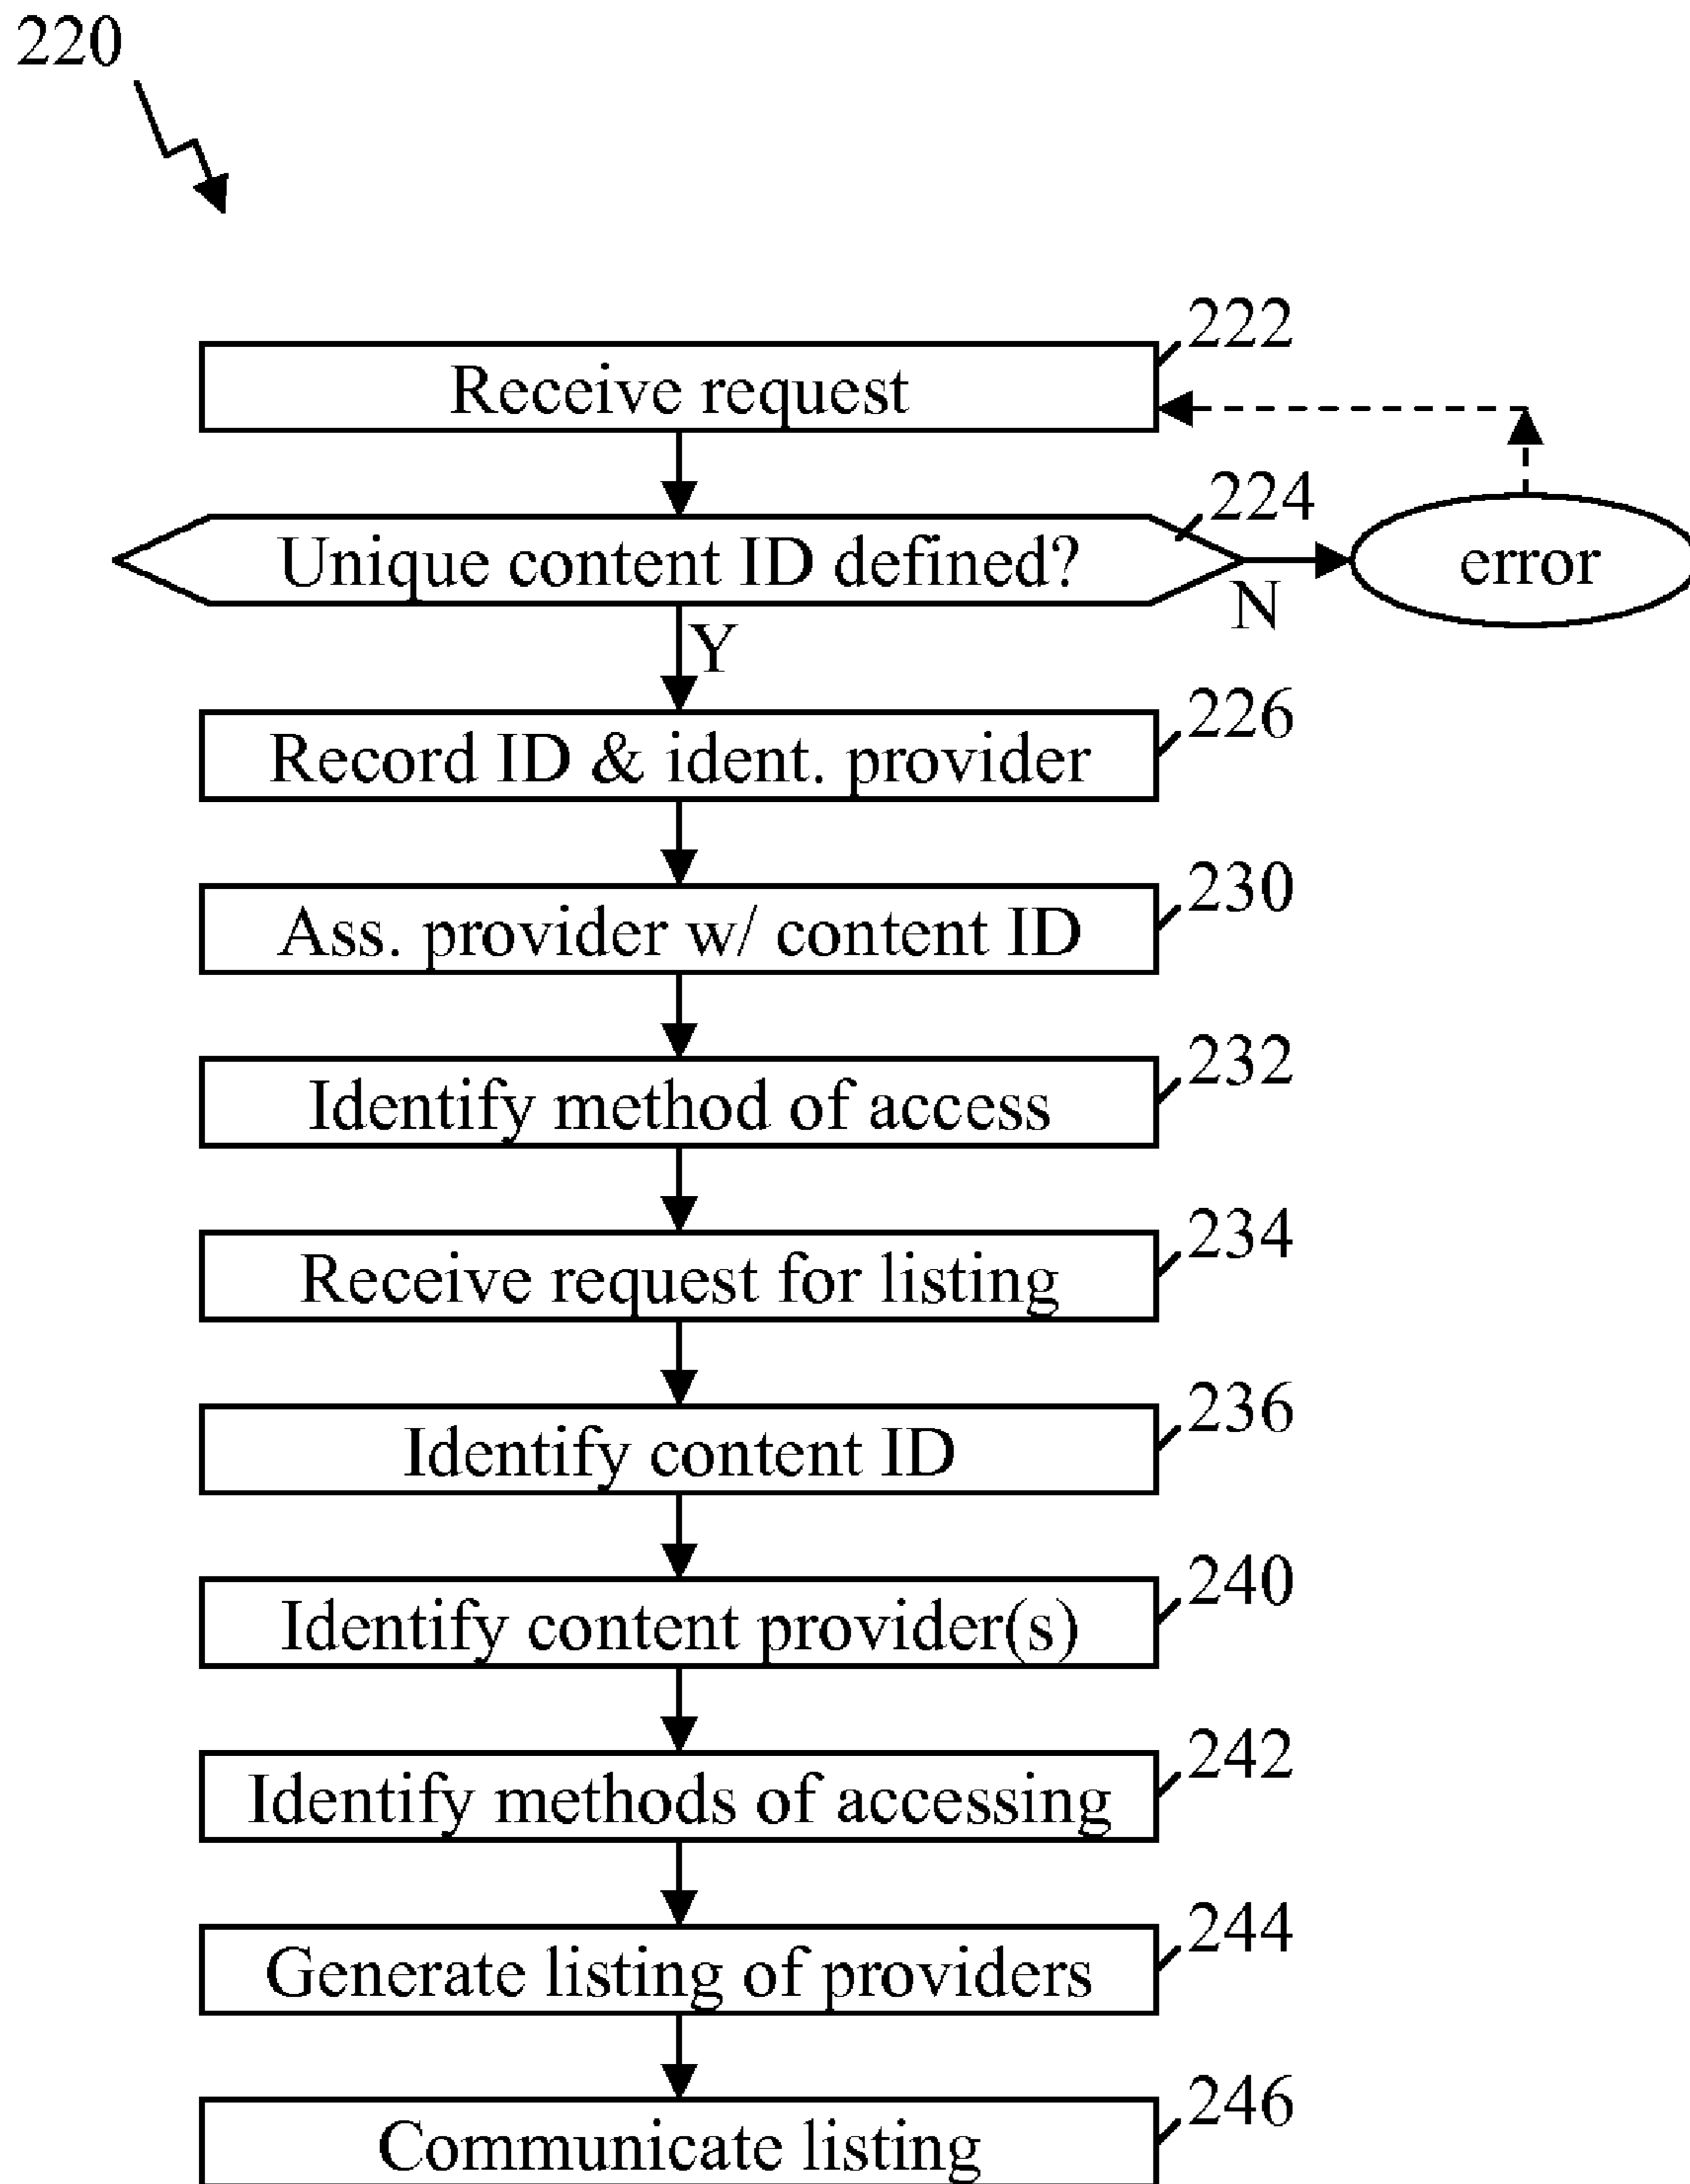 220
222
Receive request
224
Unique content ID defined?
error
N
Y
226
Record ID & ident. provider
230
Ass. provider w/ content ID
232
Identify method of access
234
Receive request for listing
236
Identify content ID
240
Identify content provider(s)
242
Identify methods of accessing
244
Generate listing of providers
246
Communicate listing